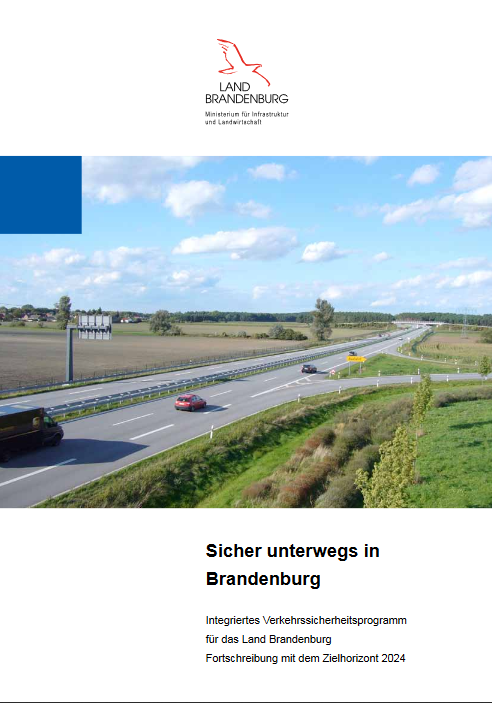 LAND
BRANDENBURG
Ministerium für Infrastruktur
und Landwirtschaft
Sicher unterwegs in
Brandenburg
Integriertes Verkehrssicherheitsprogramm
für das Land Brandenburg
Fortschreibung mit dem Zielhorizont 2024